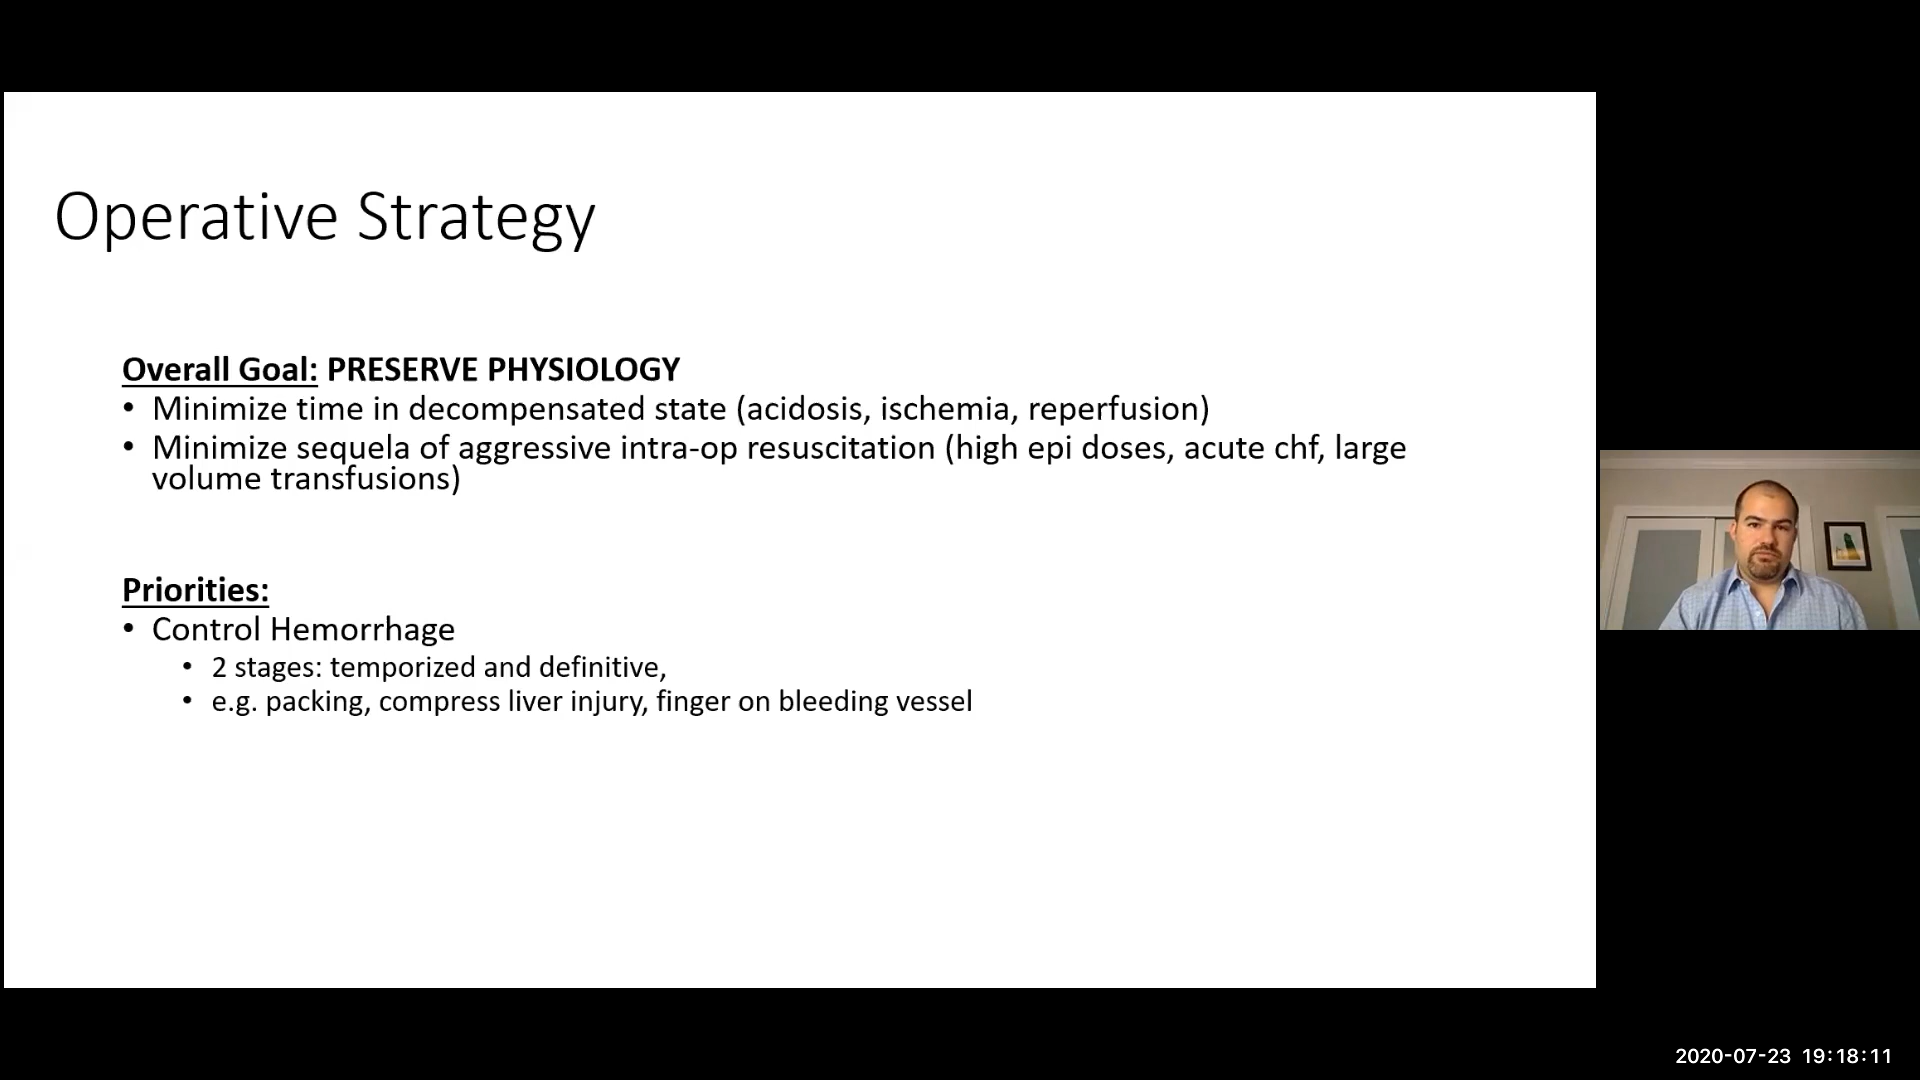 Operative Strategy
Overall Goal: PRESERVE PHYSIOLOGY
• Minimize time in decompensated state (acidosis, ischemia, reperfusion)
• Minimize sequela of aggressive intra-op resuscitation (high epi doses, acute chf, large
volume transfusions)
Priorities:
• Control Hemorrhage
• 2 stages: temporized and definitive,
• e.g. packing, compress liver injury, finger on bleeding vessel
2020-07-23 19:18:11